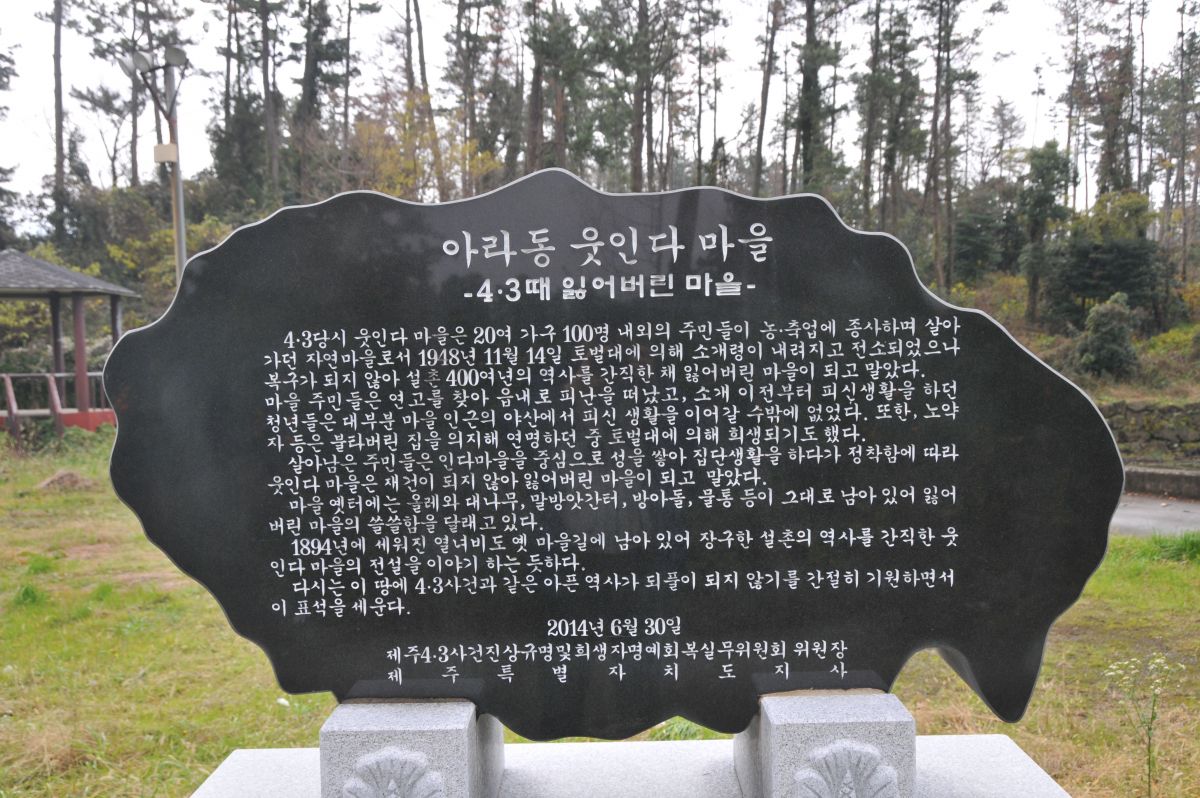 아라동 웃인다 마을
-4·3때 잃어버린 마을-
4·3당시 웃인다 마을은 20여 가구 100명 내외의 주민들이 농·축업에 종사하며 살아
가던 자연마을로서 1948년 11월 14일 토벌대에 의해 소개령이 내려지고 전소되었으나
복구가 되지 않아 설촌 400여년의 역사를 간직한 채 잃어버린 마을이 되고 말았다.
마을 주민들은 연고를 찾아 읍내로 피난을 떠났고, 소개 이전부터 피신생활을 하던
청년들은 대부분 마을 인근의 야산에서 피신 생활을 이어갈 수밖에 없었다. 또한, 노약
자 등은 불타버린 집을 의지해 연명하던 중 토벌대에 의해 희생되기도 했다.
살아남은 주민들은 인다마을을 중심으로 성을 쌓아 집단생활을 하다가 정착함에 따라
웃인다 마을은 재건이 되지 않아 잃어버린 마을이 되고 말았다.
마을 옛터에는 올레와 대나무, 말방앗간터, 방아돌, 물통 등이 그대로 남아 있어 잃어
버린 마을의 쓸쓸함을 달래고 있다.
1894년에 세워진 열녀비도 옛 마을길에 남아 있어 장구한 설촌의 역사를 간직한 웃
인다 마을의 전설을 이야기 하는 듯하다.
다시는 이 땅에 4·3사건과 같은 아픈 역사가 되풀이 되지 않기를 간절히 기원하면서
이 표석을 세운다.
2014년 6월 30일
제주4·3사건진상규명및희생자명예회복실무위원회 위원장
제 주 특 별 자 치 도 지 사